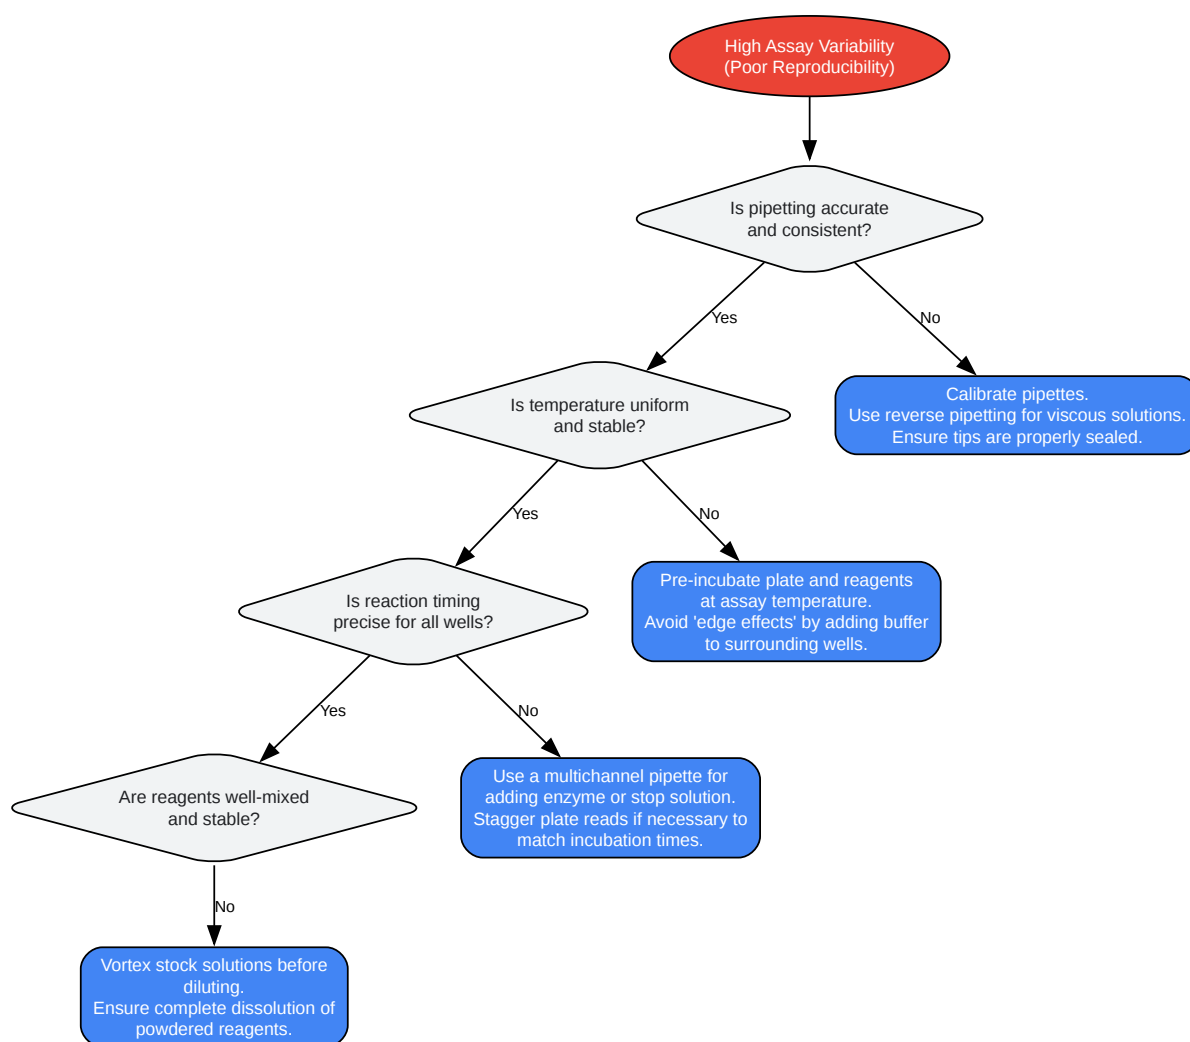 High Assay Variability
(Poor Reproducibility)
Is pipetting accurate
and consistent?
Yes
No
Is temperature uniform
and stable?
Calibrate pipettes.
Use reverse pipetting for viscous solutions.
Ensure tips are properly sealed.
Yes
No
Is reaction timing
precise for all wells?
Pre-incubate plate and reagents
at assay temperature.
Avoid 'edge effects' by adding buffer
to surrounding wells.
Yes
No
Are reagents well-mixed
and stable?
Use a multichannel pipette for
adding enzyme or stop solution.
Stagger plate reads if necessary to
match incubation times.
No
Vortex stock solutions before
diluting.
Ensure complete dissolution of
powdered reagents.